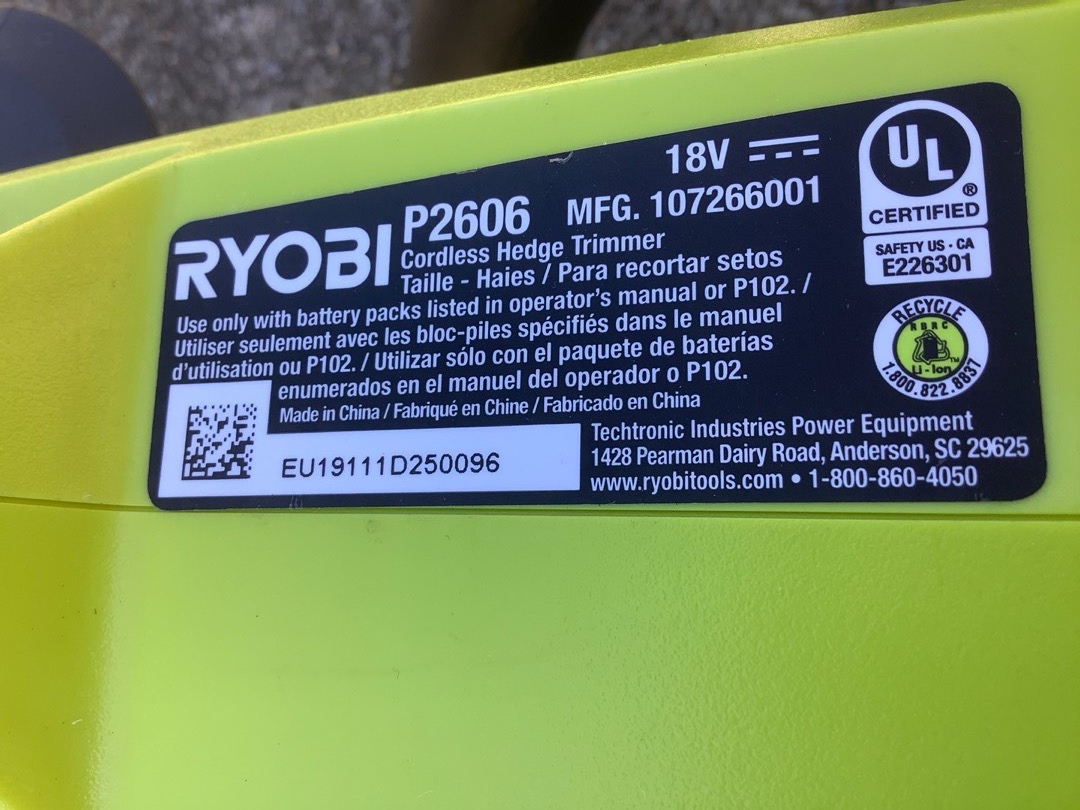 18V
RYOBI
P2606
MFG. 107266001
Cordless Hedge Trimmer
Taille - Haies / Para recortar setos
Use only with battery packs listed in operator's manual or P102. /
Utiliser seulement avec les bloc-piles spécifiés dans le manuel
d'utilisation ou P102. / Utilizar sólo con el paquete de baterías
enumerados en el manuel del operador o P102.
Made in China / Fabriqué en Chine / Fabricado en China
EU19111D250096
Techtronic Industries Power Equipment
1428 Pearman Dairy Road, Anderson, SC 29625
www.ryobitools.com • 1-800-860-4050
UL
®
CERTIFIED
SAFETY US · CA
E226301
RECYCLE
RBRC
Li-Ion
TM
1.800.822.8837